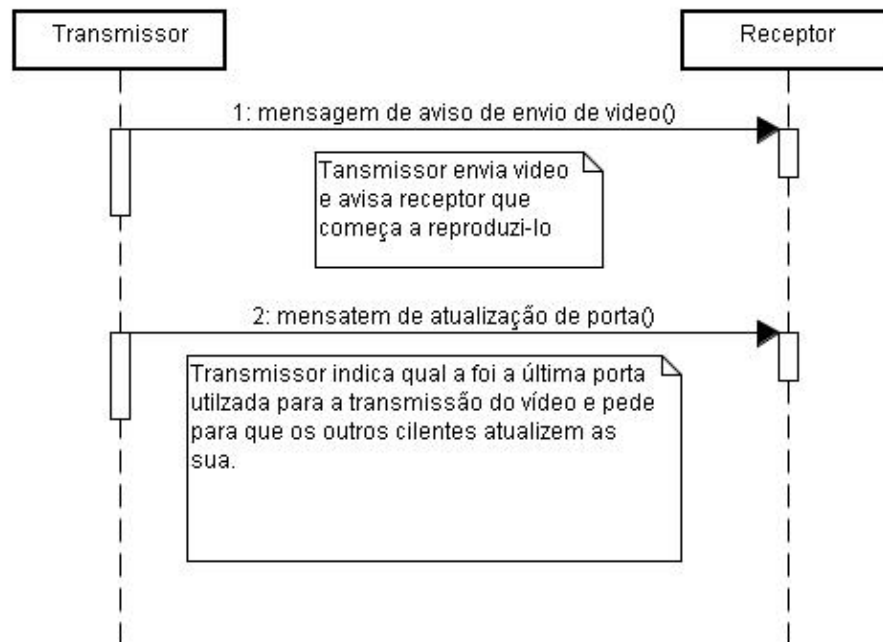 Transmissor
Receptor
1: mensagem de aviso de envio de video()
Tansmissor envia video
e avisa receptor que
começa a reproduzi-lo
2: mensatem de atualização de porta()
Transmissor indica qual a foi a última porta
utilzada para a transmissão do vídeo e pede
para que os outros cilentes atualizem as
sua.